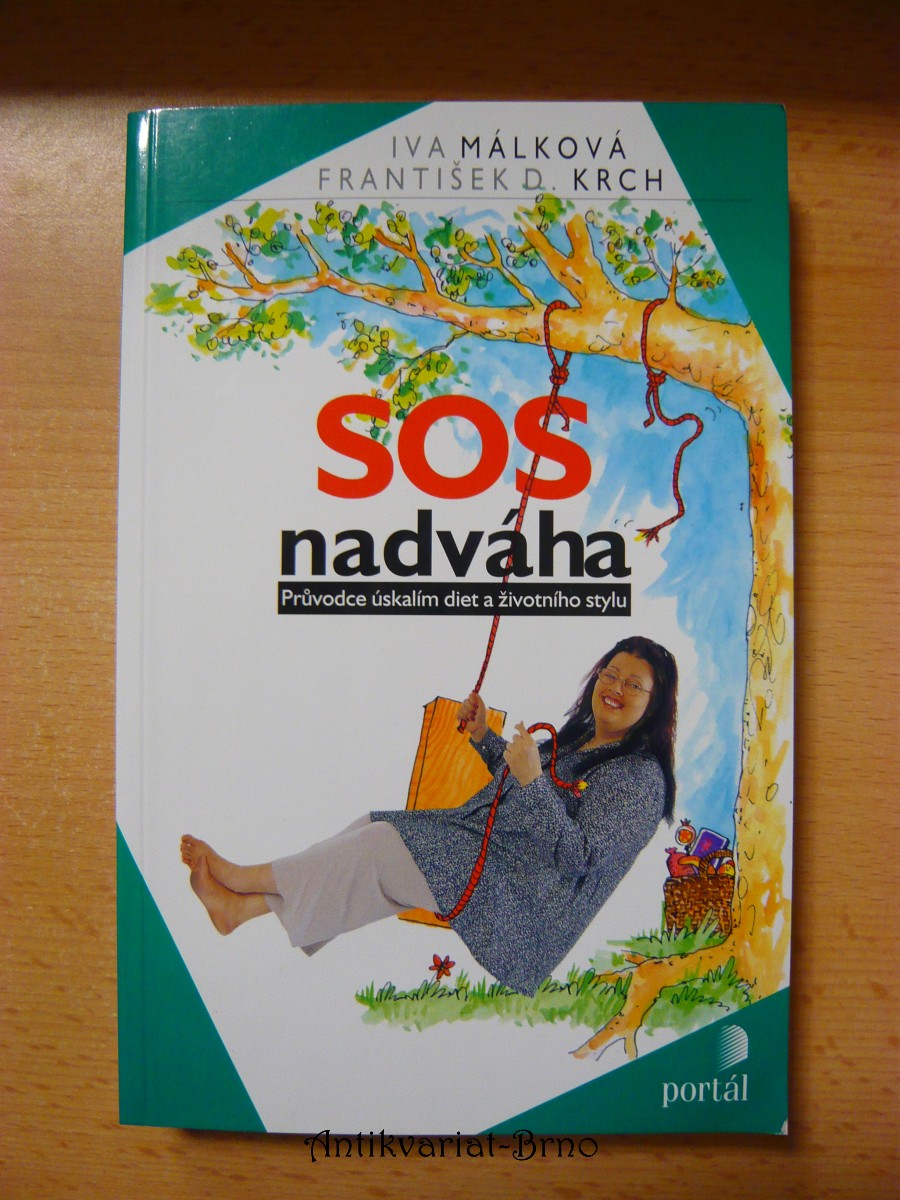 IVA MÁLKOVÁ
FRANTIŠEK D. KRCH
SOS
nadváha
Průvodce úskalím diet a životního stylu
portál
Antikvariat-Brno